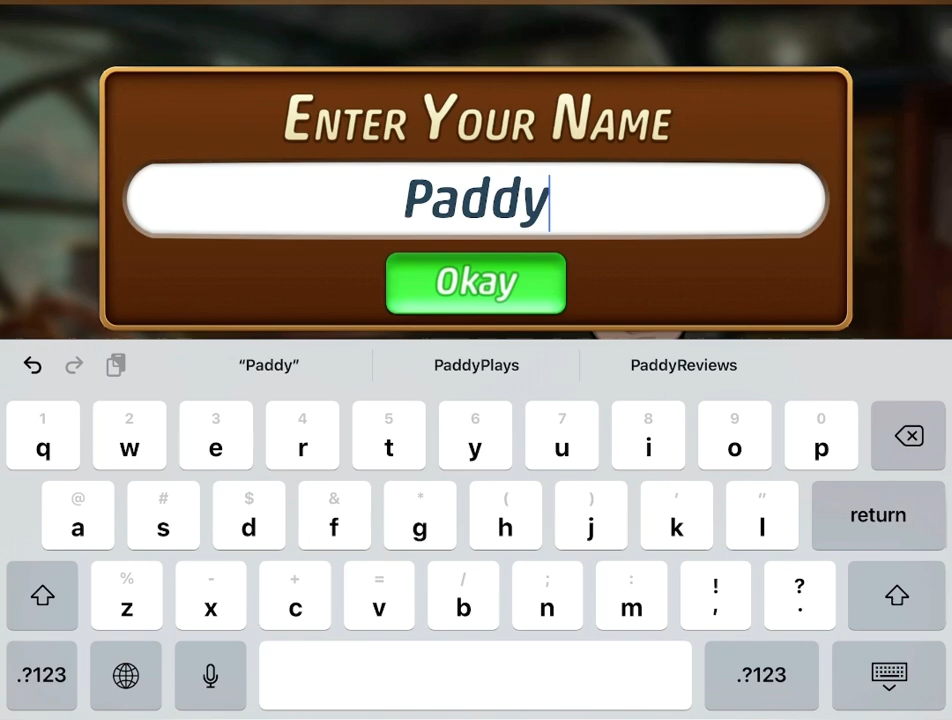 Enter Your Name
Paddy
Okay
“Paddy” PaddyPlays PaddyReviews
1 2 3 4 5 6 7 8 9 0
q w e r t y u i o p
@ # $ & * ( ) ' "
a s d f g h j k l return
% - + = / ; : ! ?
z x c v b n m , .
.?123 .?123